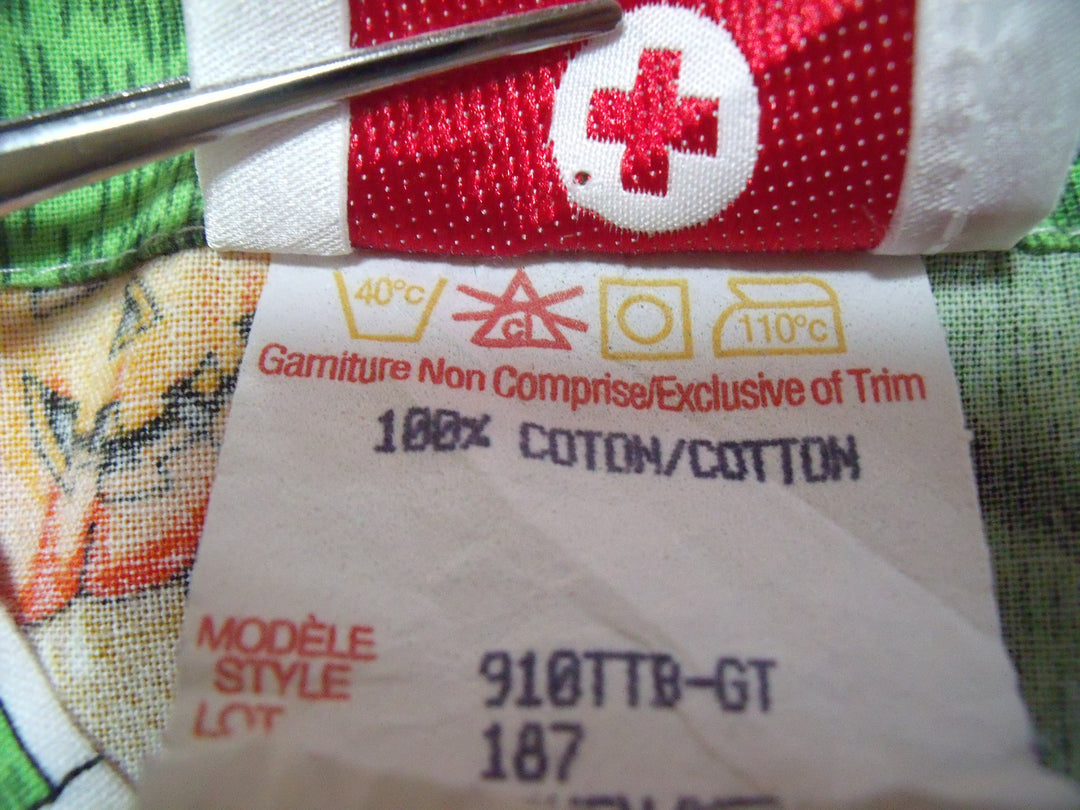 40°c cl 110°c
Garniture Non Comprise/Exclusive of Trim
100% COTON/COTTON
MODÈLE
STYLE 910TTB-GT
LOT 187